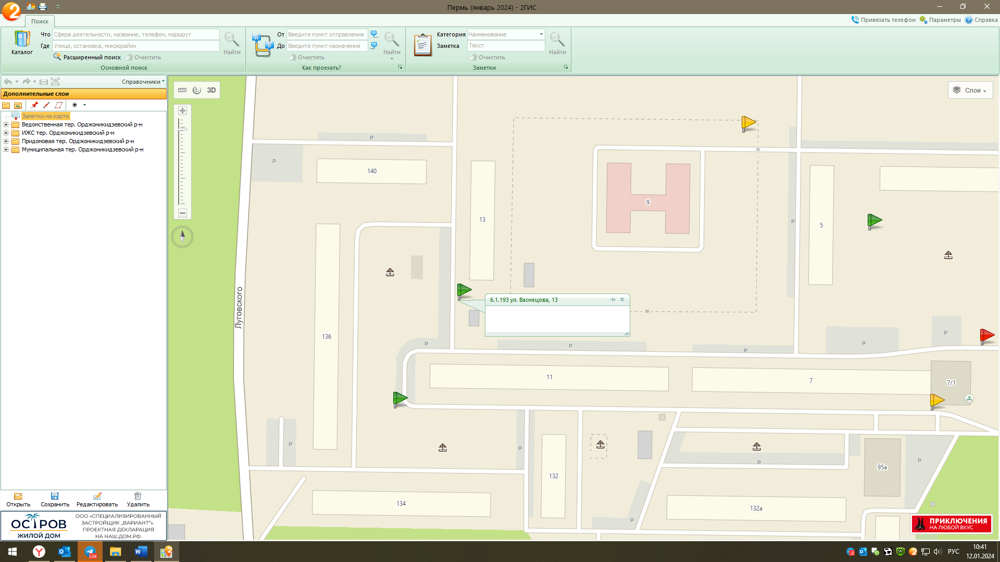 Пермь (январь 2024) - 2ГИС
Поиск
Привязать телефон
Параметры
Справка
Каталог
Что
Сфера деятельности, название, телефон, маршрут
Где
Улица, остановка, микрорайон
Найти
Расширенный поиск
Очистить
Основной поиск
От
Введите пункт отправления
До
Введите пункт назначения
Найти
Очистить
Как проехать?
Категория
Наименование
Заметка
Текст
Найти
Очистить
Заметки
Справочники
Дополнительные слои
Заметки на карте
Ведомственная тер. Орджоникидзевский р-н
ИЖС тер. Орджоникидзевский р-н
Придомовая тер. Орджоникидзевский р-н
Муниципальная тер. Орджоникидзевский р-н
Открыть
Сохранить
Редактировать
Удалить
ОСТРОВ
ЖИЛОЙ ДОМ
ООО «СПЕЦИАЛИЗИРОВАННЫЙ
ЗАСТРОЙЩИК „ВАРИАНТ"».
ПРОЕКТНАЯ ДЕКЛАРАЦИЯ
НА НАШ.ДОМ.РФ.
3D
Слои
P
P
140
13
9
5
P
Луговского
6.1.193 ул. Васнецова, 13
136
P
P
P
P
P
11
7
7/1
P
P
132
P
95а
P
134
132а
P
ПРИКЛЮЧЕНИЯ
НА ЛЮБОЙ ВКУС
226
РУС
10:41
12.01.2024